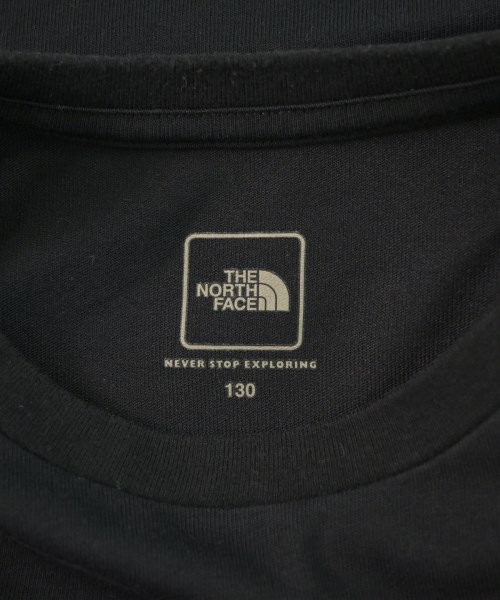 THE
NORTH
FACE
NEVER STOP EXPLORING
130